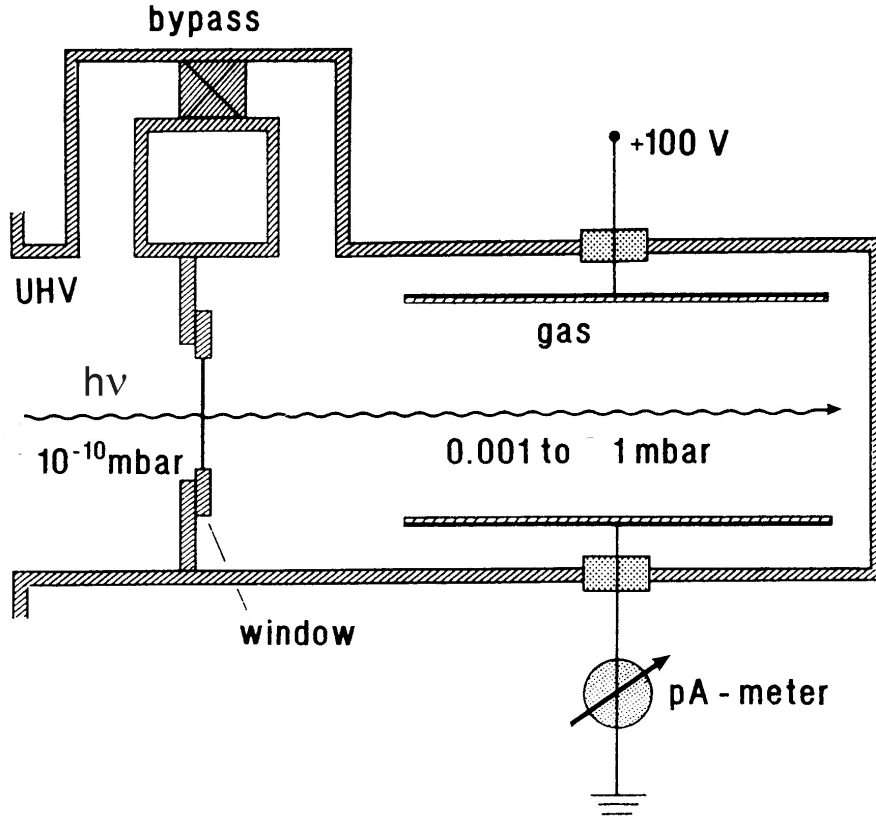 bypass
+100 V
UHV
gas
hν
10⁻¹⁰mbar
0.001 to 1 mbar
window
pA - meter